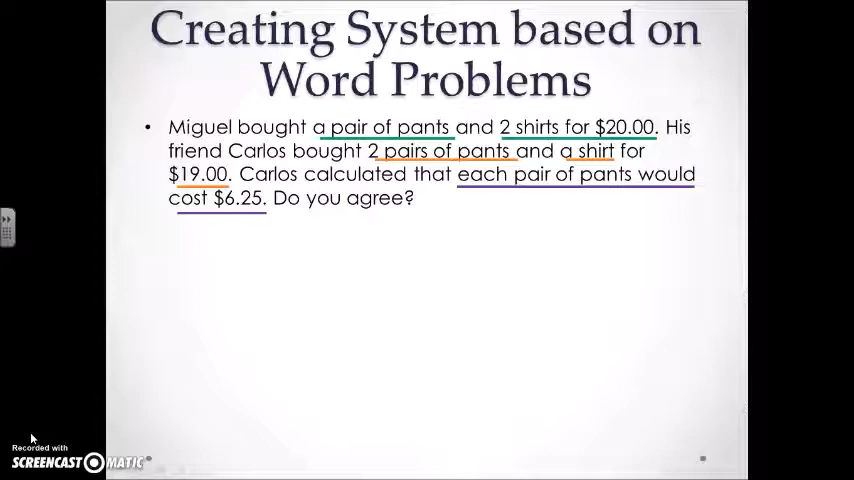 Creating System based on
Word Problems
• Miguel bought a pair of pants and 2 shirts for $20.00. His
friend Carlos bought 2 pairs of pants and a shirt for
$19.00. Carlos calculated that each pair of pants would
cost $6.25. Do you agree?
Recorded with
SCREENCAST MATIC